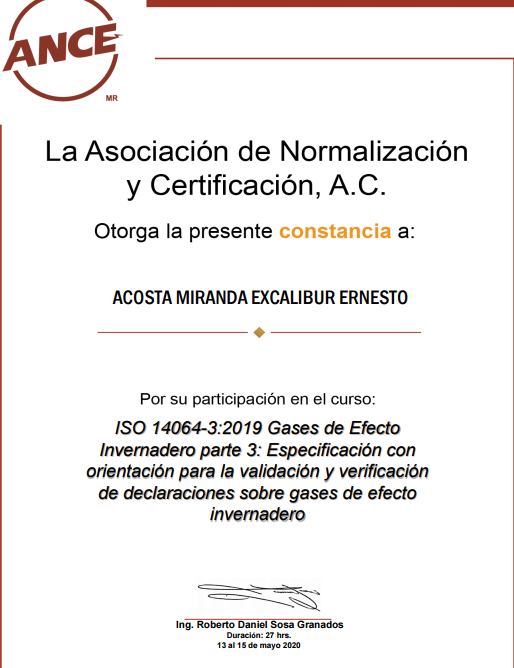 ANCE
MR
La Asociación de Normalización
y Certificación, A.C.
Otorga la presente constancia a:
ACOSTA MIRANDA EXCALIBUR ERNESTO
Por su participación en el curso:
ISO 14064-3:2019 Gases de Efecto
Invernadero parte 3: Especificación con
orientación para la validación y verificación
de declaraciones sobre gases de efecto
invernadero
Ing. Roberto Daniel Sosa Granados
Duración: 27 hrs.
13 al 15 de mayo 2020